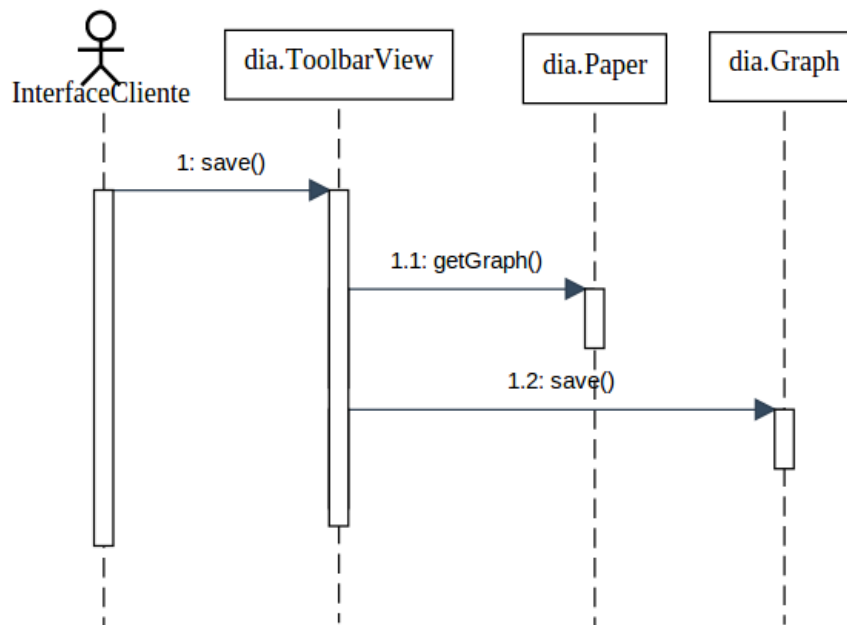 InterfaceCliente
dia.ToolbarView
dia.Paper
dia.Graph
1: save()
1.1: getGraph()
1.2: save()